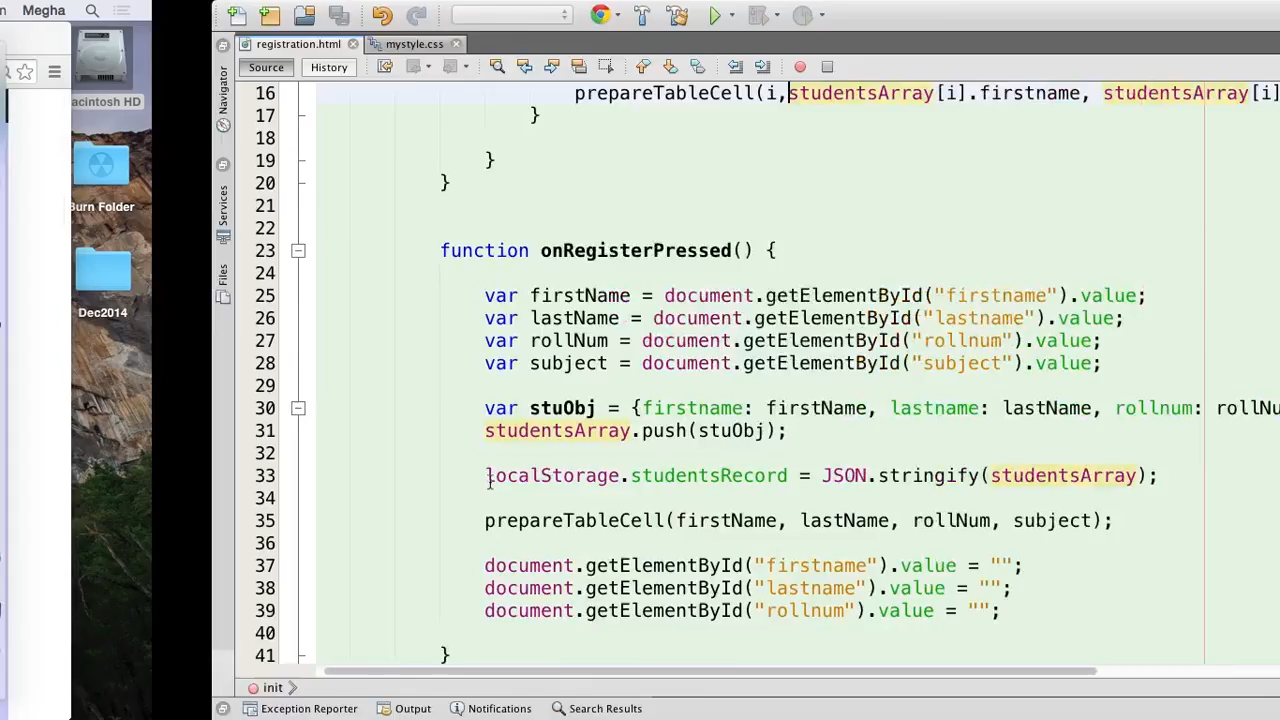 n Megha
acintosh HD
Burn Folder
Dec2014
registration.html
mystyle.css
Source
History
Navigator
Services
Files
16 prepareTableCell(i,studentsArray[i].firstname, studentsArray[i]
17 }
18
19 }
20 }
21
22
23 function onRegisterPressed() {
24
25 var firstName = document.getElementById("firstname").value;
26 var lastName = document.getElementById("lastname").value;
27 var rollNum = document.getElementById("rollnum").value;
28 var subject = document.getElementById("subject").value;
29
30 var stuObj = {firstname: firstName, lastname: lastName, rollnum: rollNu
31 studentsArray.push(stuObj);
32
33 localStorage.studentsRecord = JSON.stringify(studentsArray);
34
35 prepareTableCell(firstName, lastName, rollNum, subject);
36
37 document.getElementById("firstname").value = "";
38 document.getElementById("lastname").value = "";
39 document.getElementById("rollnum").value = "";
40
41 }
init
Exception Reporter
Output
Notifications
Search Results